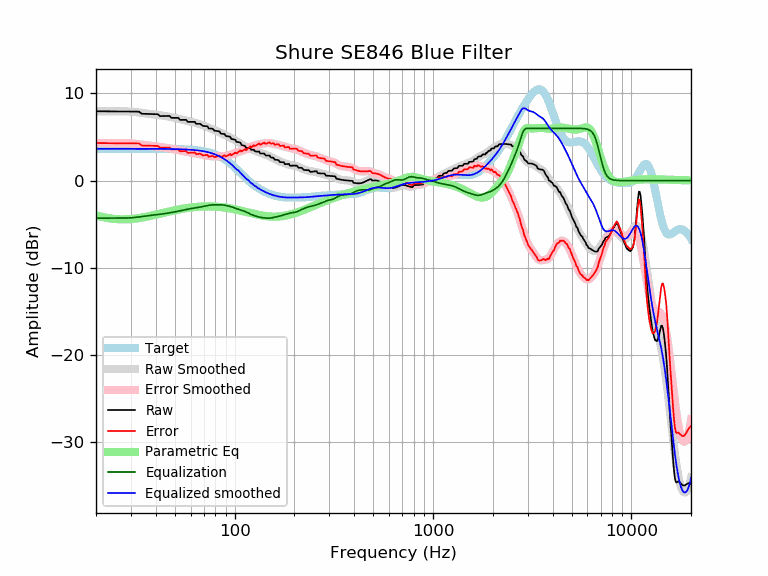 Shure SE846 Blue Filter
Amplitude (dBr)
10
0
−10
−20
−30
Target
Raw Smoothed
Error Smoothed
Raw
Error
Parametric Eq
Equalization
Equalized smoothed
100
1000
10000
Frequency (Hz)